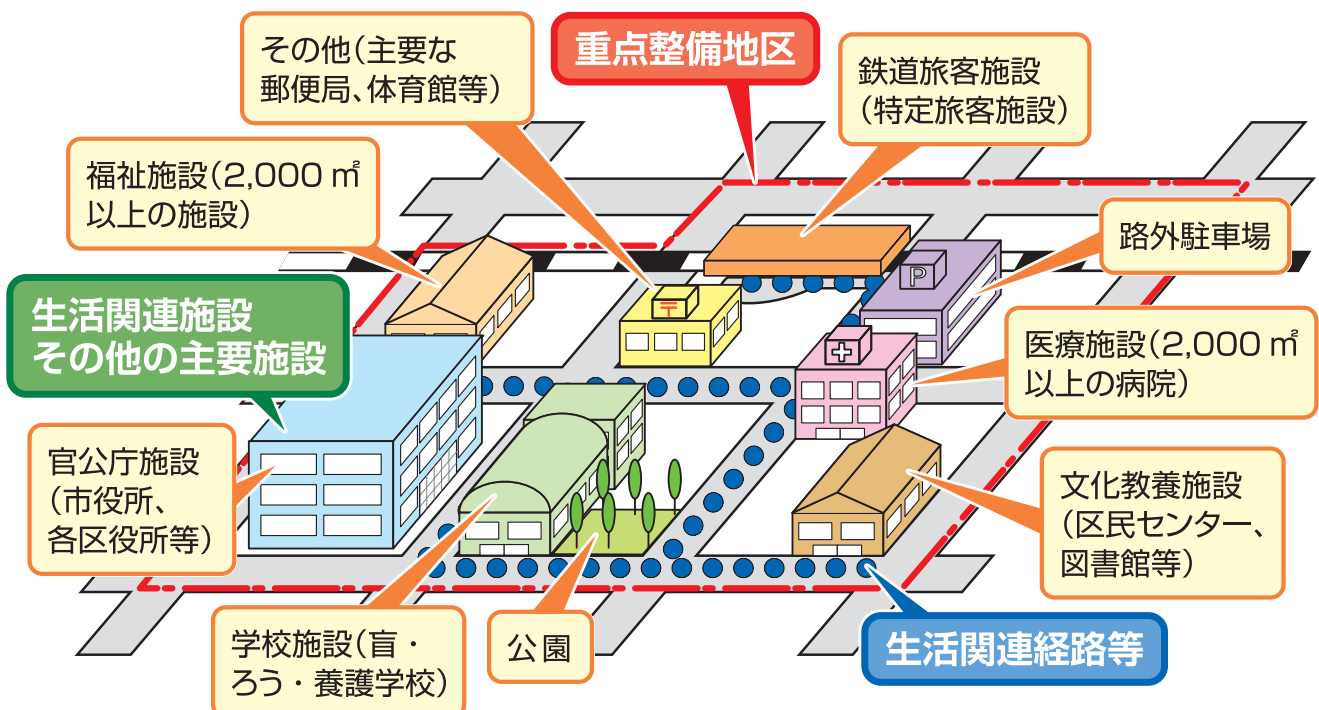 その他(主要な
郵便局、体育館等)
重点整備地区
鉄道旅客施設
(特定旅客施設)
福祉施設(2,000㎡
以上の施設)
路外駐車場
生活関連施設
その他の主要施設
〒
P
医療施設(2,000㎡
以上の病院)
官公庁施設
(市役所、
各区役所等)
文化教養施設
(区民センター、
図書館等)
学校施設(盲・
ろう・養護学校)
公園
生活関連経路等